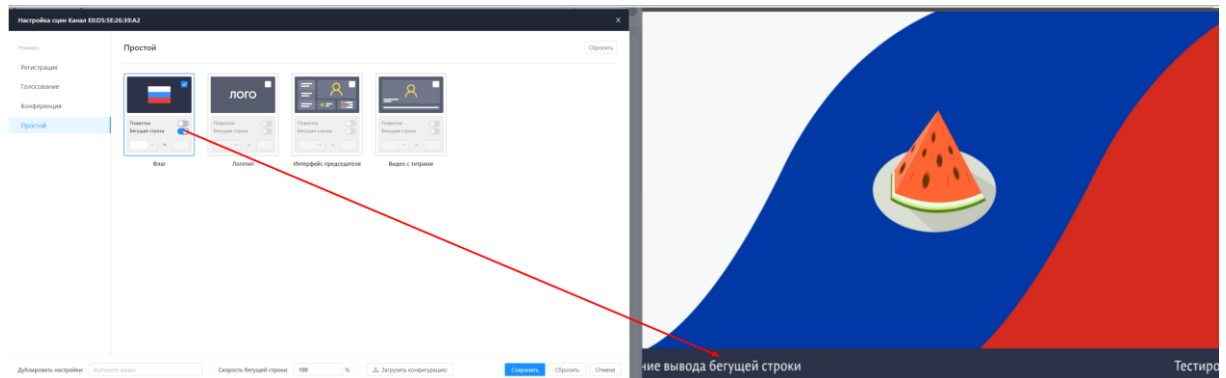 Настройка сцен Канал E0:D5:5E:26:39:A2
Режимы
Регистрация
Голосование
Конференция
Простой
Простой
Сбросить
ЛОГО
Повестка
Бегущая строка
Повестка
Бегущая строка
Повестка
Бегущая строка
Повестка
Бегущая строка
Флаг
Логотип
Интерфейс председателя
Видео с титрами
Дублировать настройки:
Выберите канал
Скорость бегущей строки:
100
%
Загрузить конфигурацию
Сохранить
Сбросить
Отмена
ние вывода бегущей строки
Тестиро